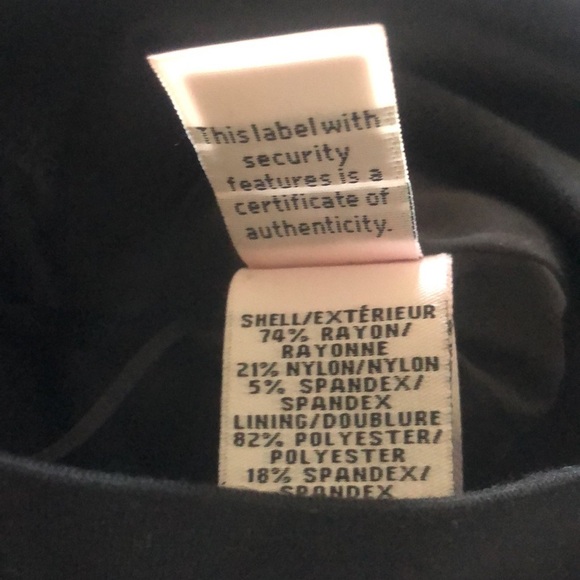 This label with
security
features is a
certificate of
authenticity.
SHELL/EXTÉRIEUR
74% RAYON/
RAYONNE
21% NYLON/NYLON
5% SPANDEX/
SPANDEX
LINING/DOUBLURE
82% POLYESTER/
POLYESTER
18% SPANDEX/
SPANDEX